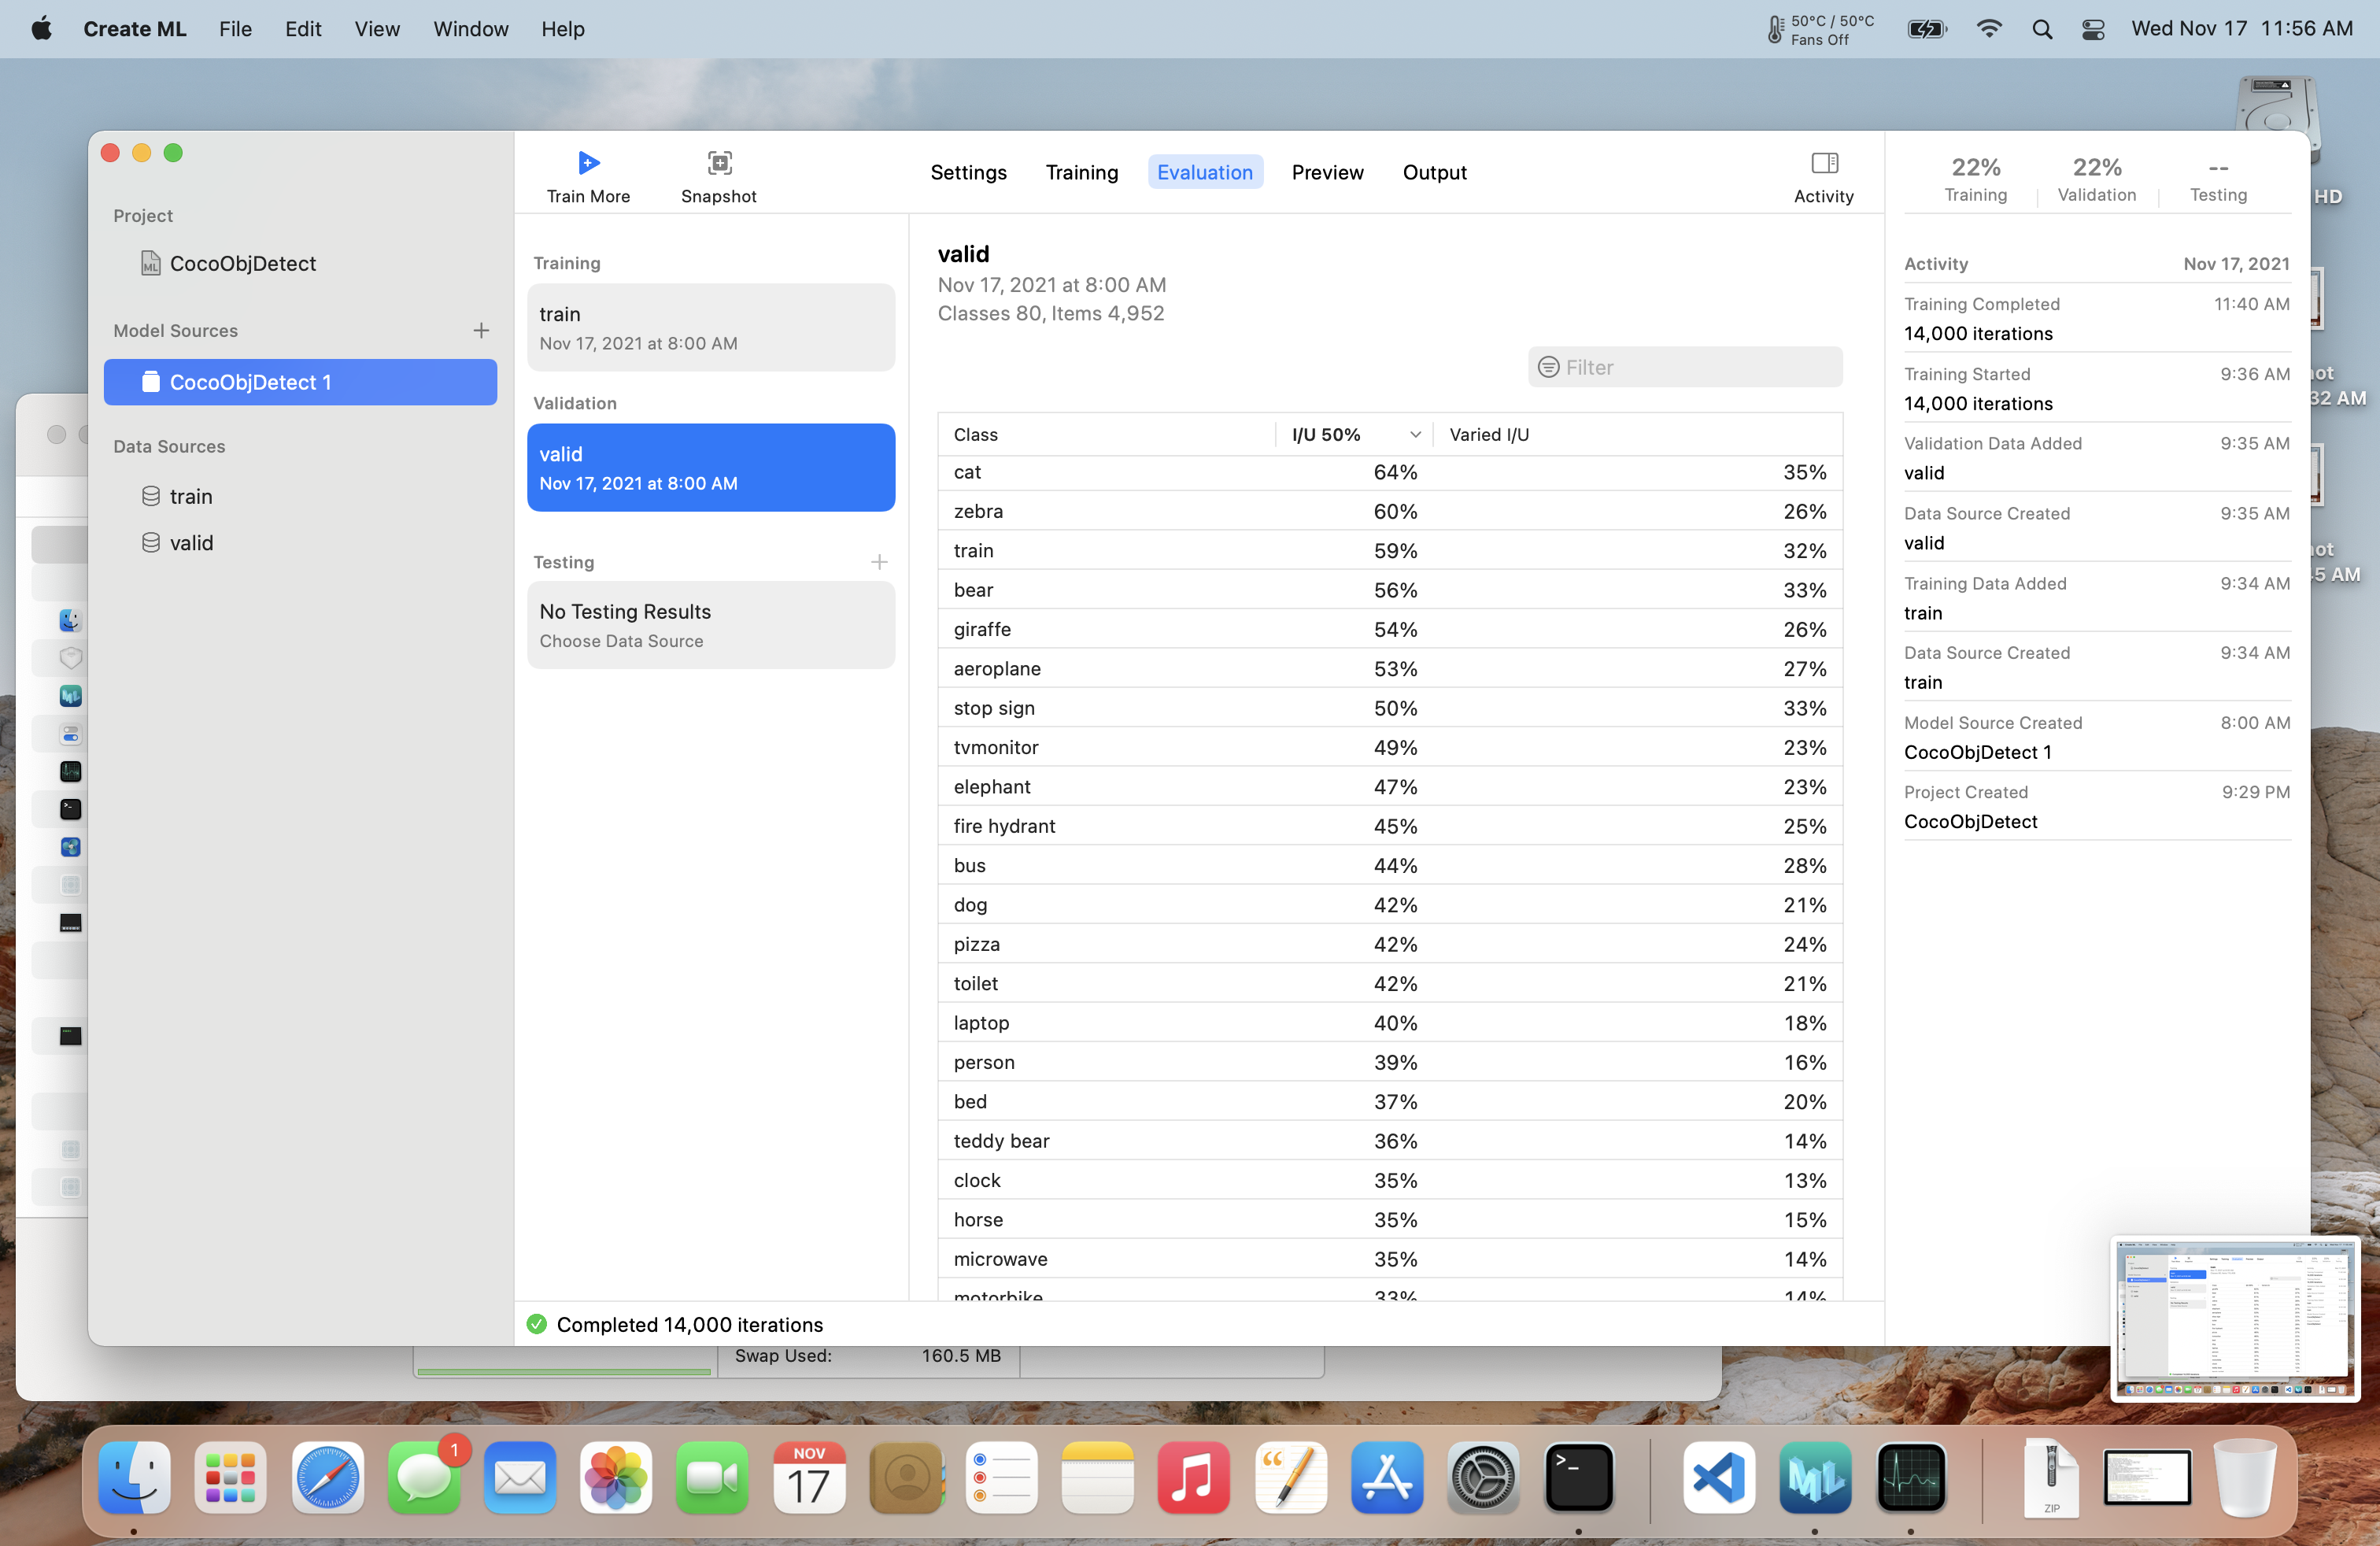 Create ML File Edit View Window Help
50°C / 50°C
Fans Off
Wed Nov 17 11:56 AM
HD
32 AM
5 AM
Project
CocoObjDetect
Model Sources
CocoObjDetect 1
Data Sources
train
valid
Train More
Snapshot
Settings Training Evaluation Preview Output
Activity
Training
train
Nov 17, 2021 at 8:00 AM
Validation
valid
Nov 17, 2021 at 8:00 AM
Testing
No Testing Results
Choose Data Source
valid
Nov 17, 2021 at 8:00 AM
Classes 80, Items 4,952
Filter
Class I/U 50% Varied I/U
cat 64% 35%
zebra 60% 26%
train 59% 32%
bear 56% 33%
giraffe 54% 26%
aeroplane 53% 27%
stop sign 50% 33%
tvmonitor 49% 23%
elephant 47% 23%
fire hydrant 45% 25%
bus 44% 28%
dog 42% 21%
pizza 42% 24%
toilet 42% 21%
laptop 40% 18%
person 39% 16%
bed 37% 20%
teddy bear 36% 14%
clock 35% 13%
horse 35% 15%
microwave 35% 14%
motorbike 33% 14%
Completed 14,000 iterations
22% 22% --
Training Validation Testing
Activity Nov 17, 2021
Training Completed 11:40 AM
14,000 iterations
Training Started 9:36 AM
14,000 iterations
Validation Data Added 9:35 AM
valid
Data Source Created 9:35 AM
valid
Training Data Added 9:34 AM
train
Data Source Created 9:34 AM
train
Model Source Created 8:00 AM
CocoObjDetect 1
Project Created 9:29 PM
CocoObjDetect
Swap Used: 160.5 MB
1
NOV
17
ML
ZIP